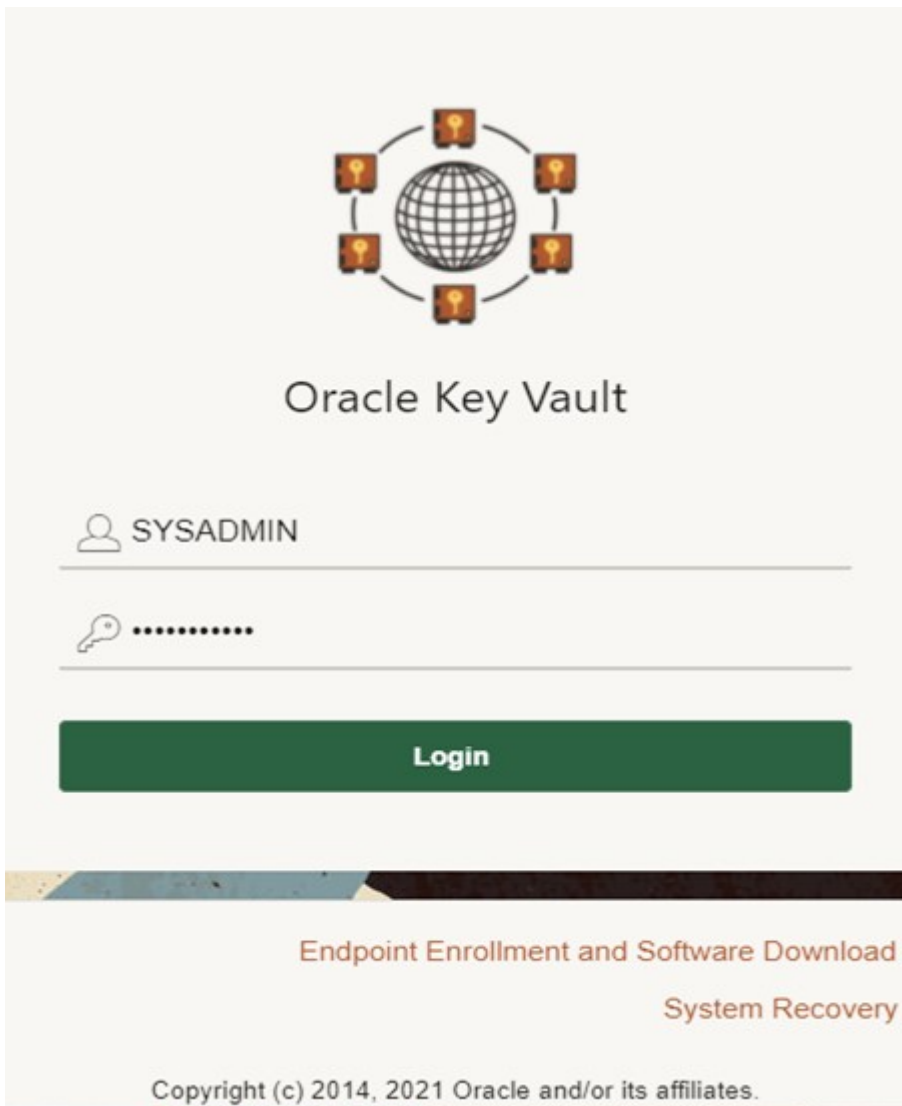 Oracle Key Vault
SYSADMIN
•••••••••••
Login
Endpoint Enrollment and Software Download
System Recovery
Copyright (c) 2014, 2021 Oracle and/or its affiliates.